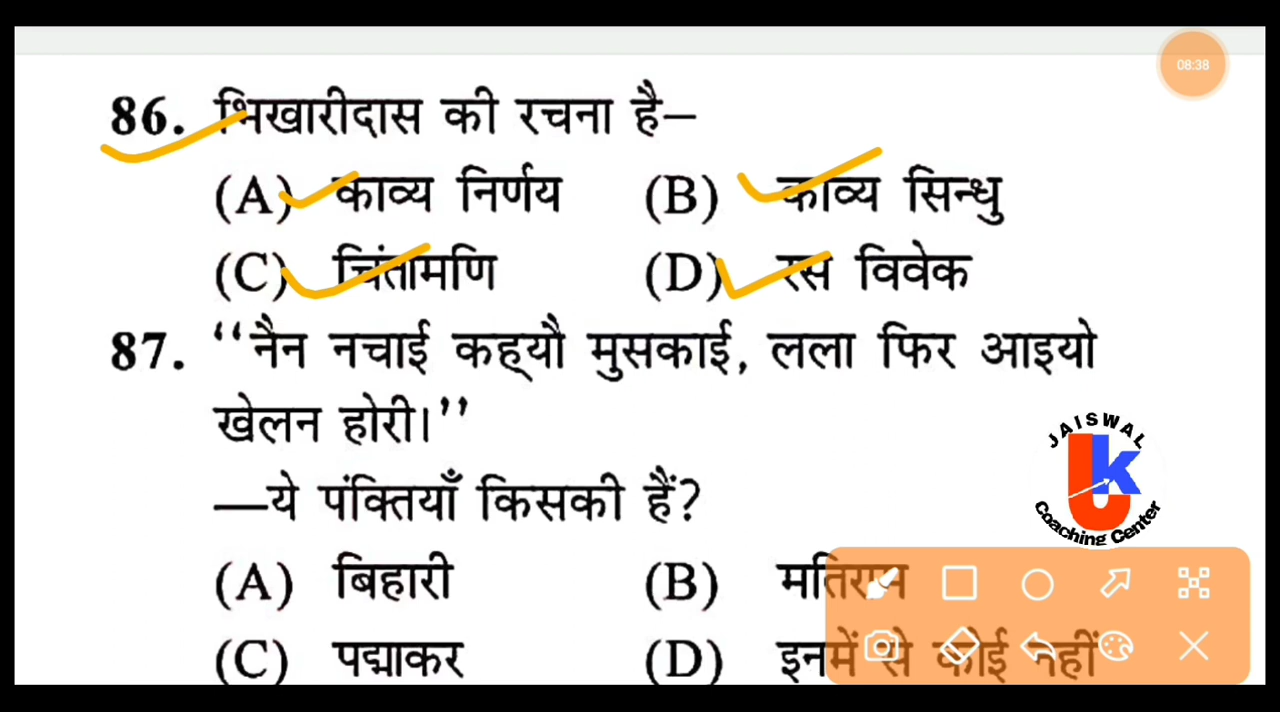 08:38
86. भिखारीदास की रचना है–
(A) काव्य निर्णय (B) काव्य सिन्धु
(C) चिंतामणि (D) रस विवेक
87. ‘‘नैन नचाई कह्यौ मुसकाई, लला फिर आइयो
खेलन होरी।’’
—ये पंक्तियाँ किसकी हैं?
(A) बिहारी (B) मतिराम
(C) पद्माकर (D) इनमें से कोई नहीं
JAISWAL
UK
Coaching Center